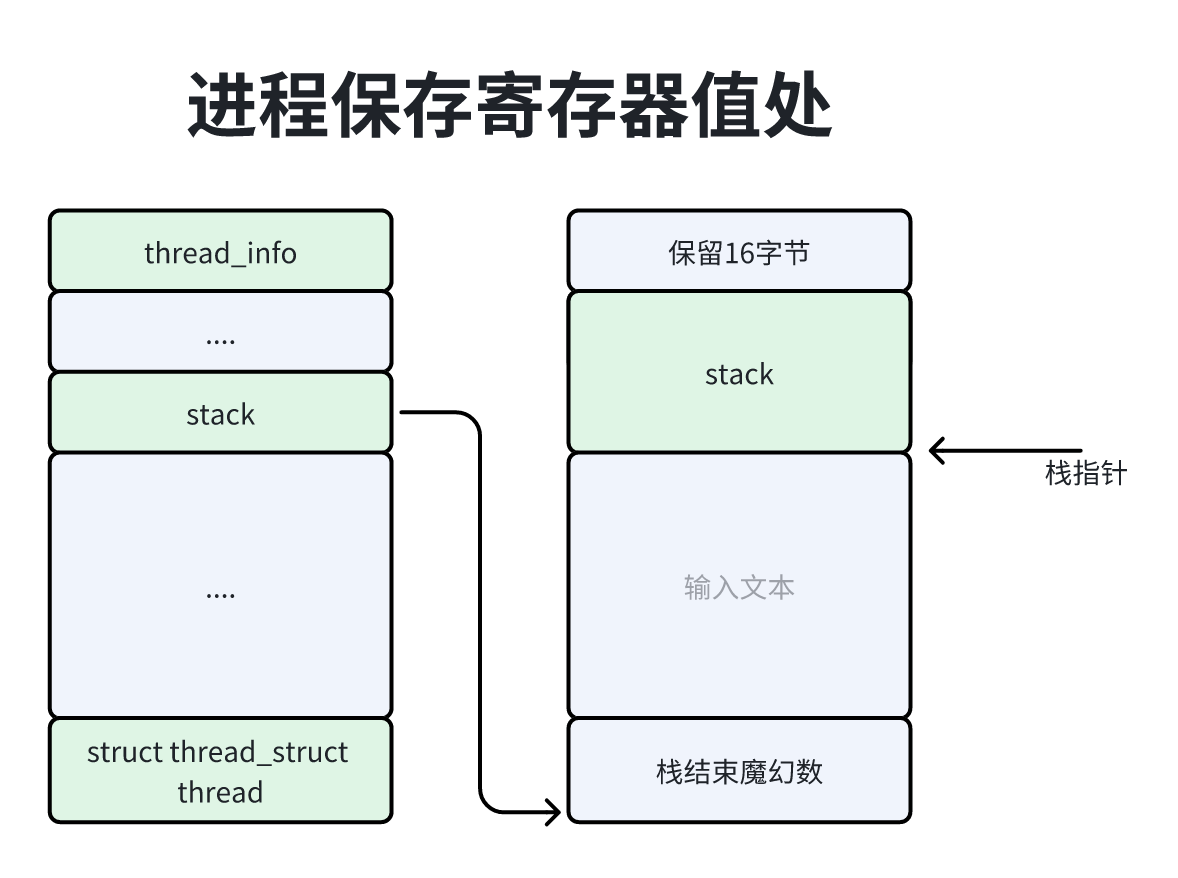 进程保存寄存器值处
thread_info
....
stack
....
struct thread_struct
thread
保留16字节
stack
输入文本
栈结束魔幻数
栈指针